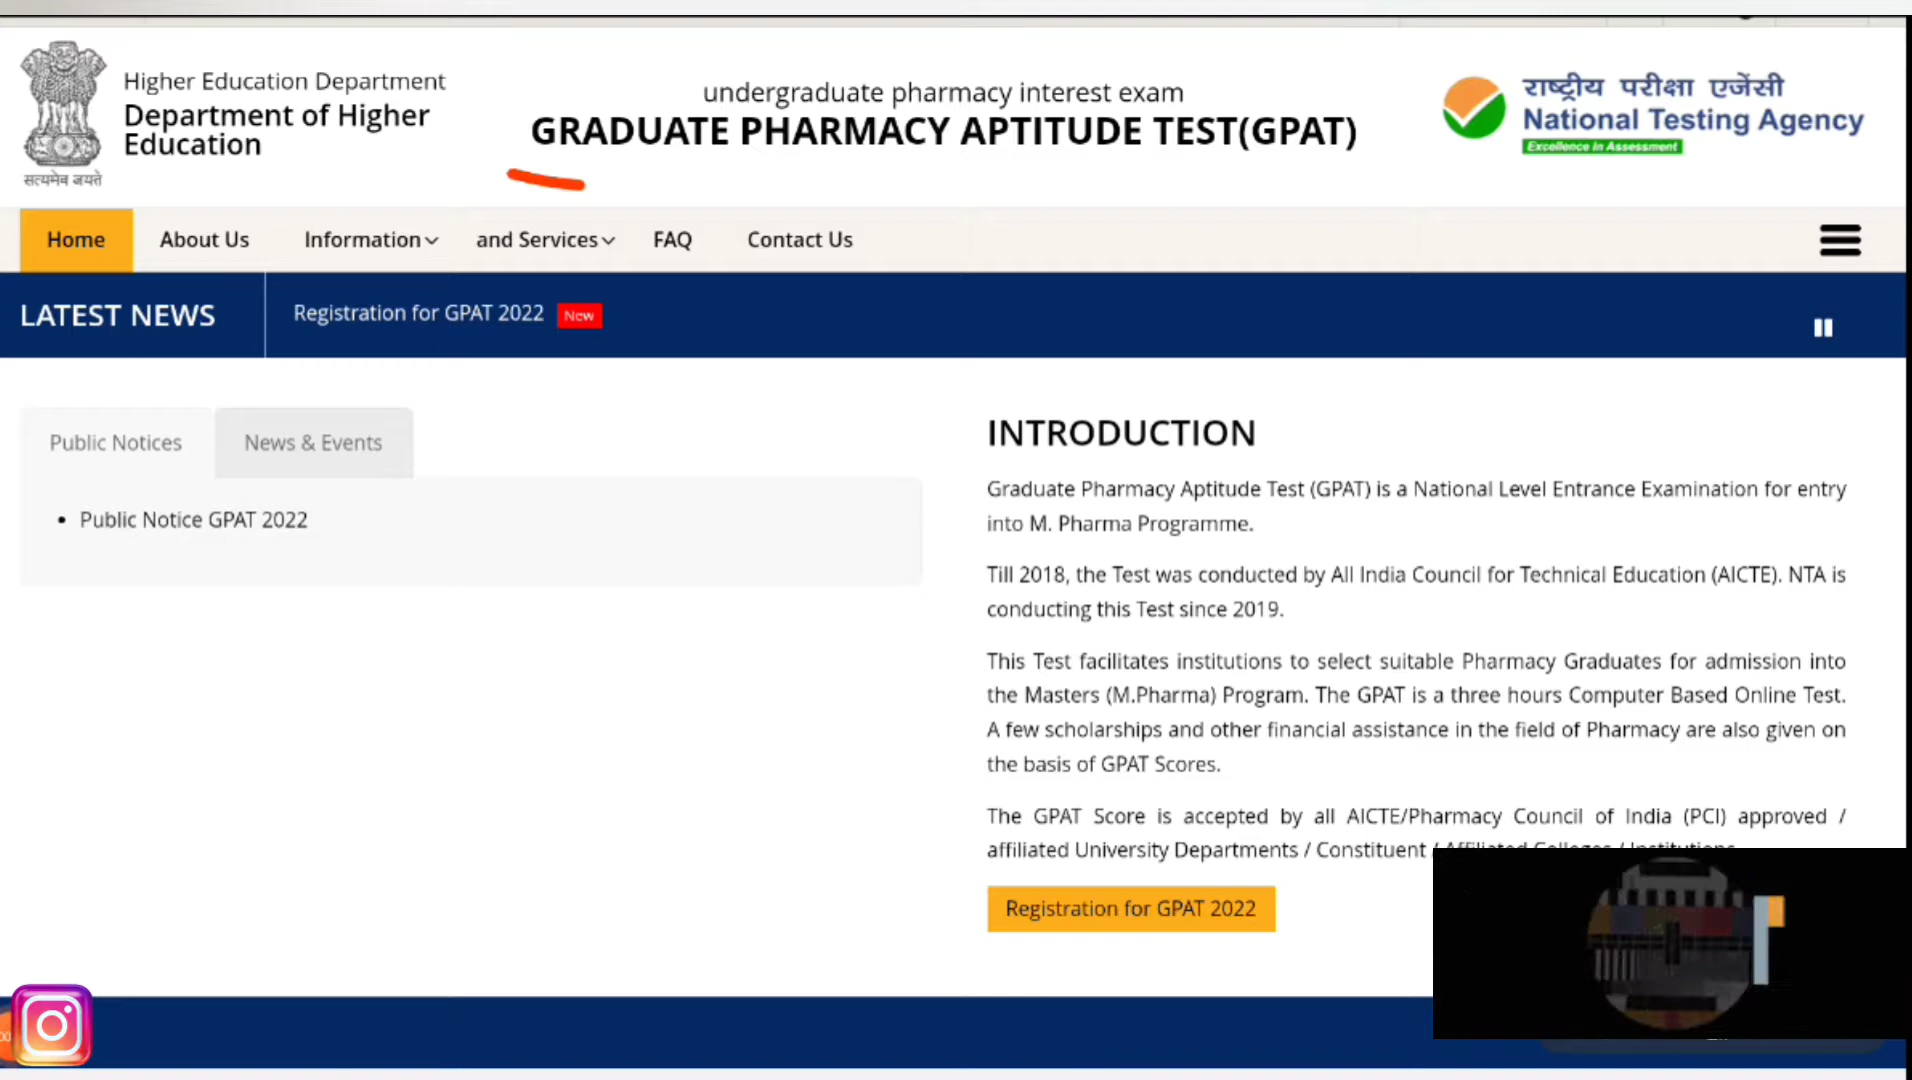 Higher Education Department
Department of Higher
Education
सत्यमेव जयते
undergraduate pharmacy interest exam
GRADUATE PHARMACY APTITUDE TEST(GPAT)
राष्ट्रीय परीक्षा एजेंसी
National Testing Agency
Excellence in Assessment
Home
About Us
Information
and Services
FAQ
Contact Us
LATEST NEWS
Registration for GPAT 2022
New
Public Notices
News & Events
• Public Notice GPAT 2022
INTRODUCTION
Graduate Pharmacy Aptitude Test (GPAT) is a National Level Entrance Examination for entry
into M. Pharma Programme.
Till 2018, the Test was conducted by All India Council for Technical Education (AICTE). NTA is
conducting this Test since 2019.
This Test facilitates institutions to select suitable Pharmacy Graduates for admission into
the Masters (M.Pharma) Program. The GPAT is a three hours Computer Based Online Test.
A few scholarships and other financial assistance in the field of Pharmacy are also given on
the basis of GPAT Scores.
The GPAT Score is accepted by all AICTE/Pharmacy Council of India (PCI) approved /
affiliated University Departments / Constituent / Affiliated Colleges / Institutions
Registration for GPAT 2022